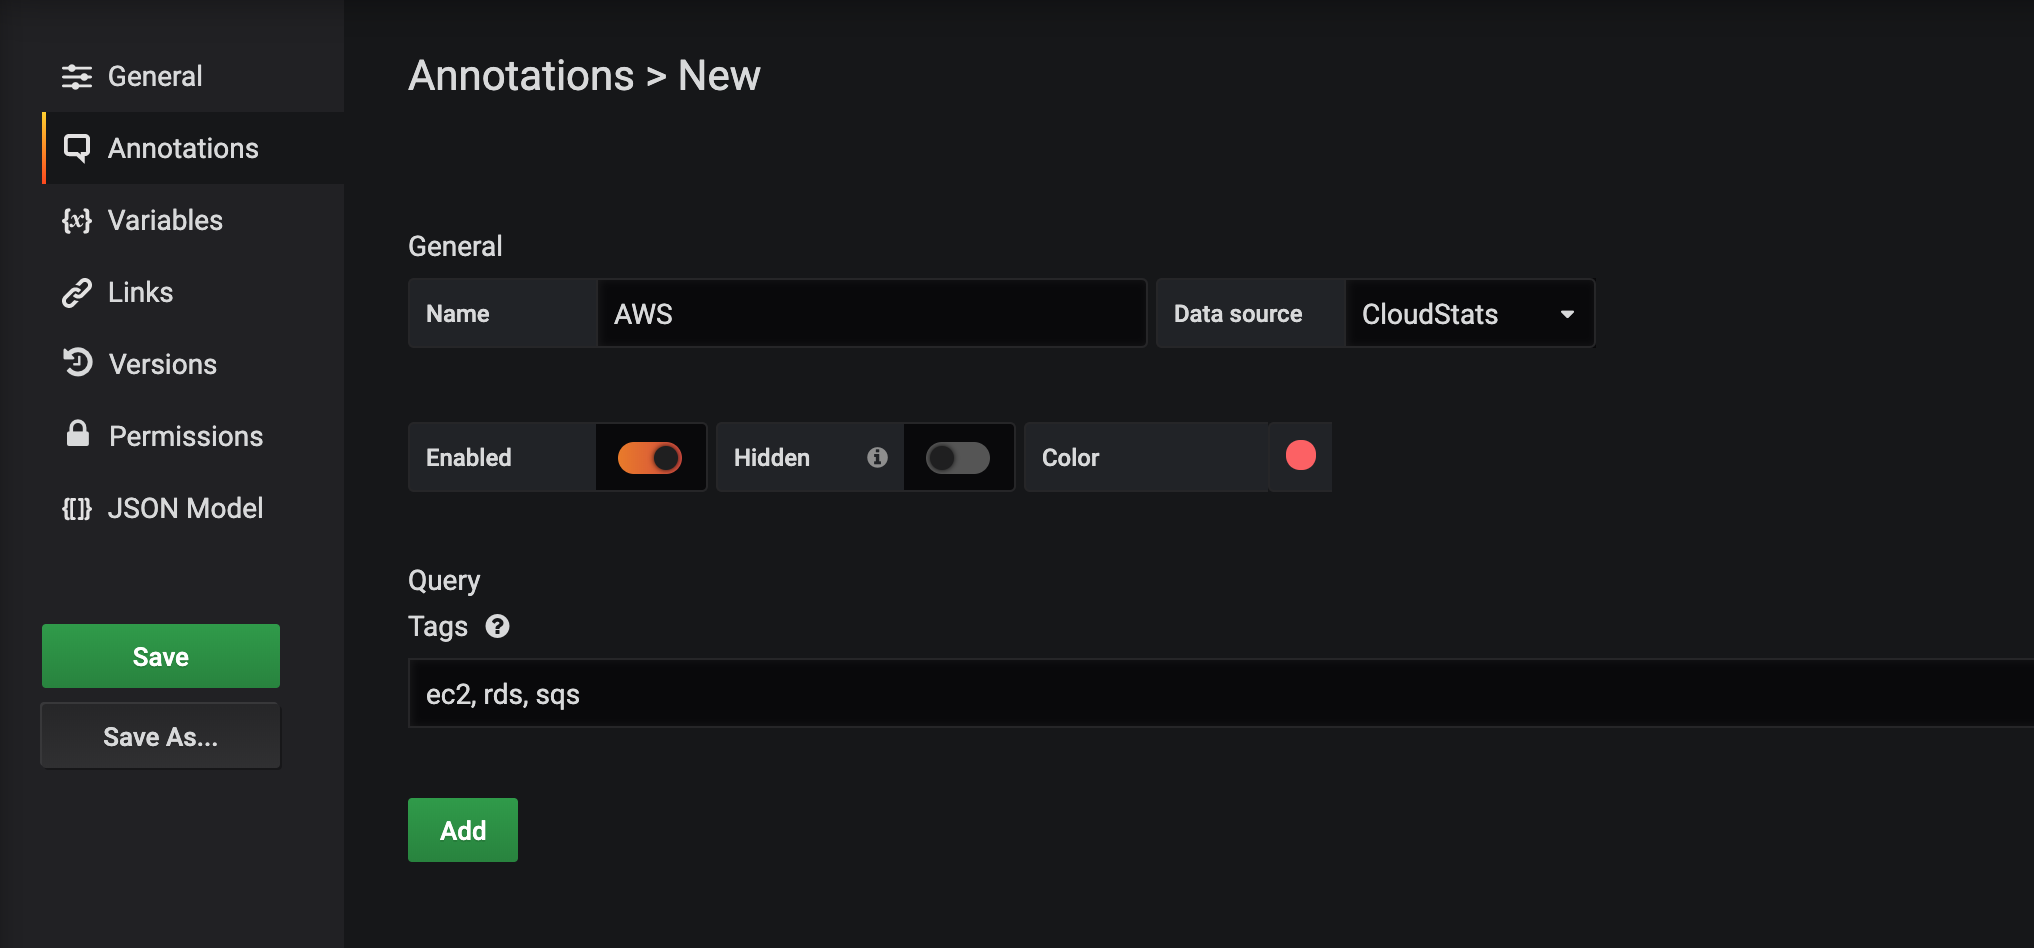 General
Annotations
Variables
Links
Versions
Permissions
JSON Model
Save
Save As...
Annotations > New
General
Name AWS Data source CloudStats
Enabled Hidden Color
Query
Tags
ec2, rds, sqs
Add